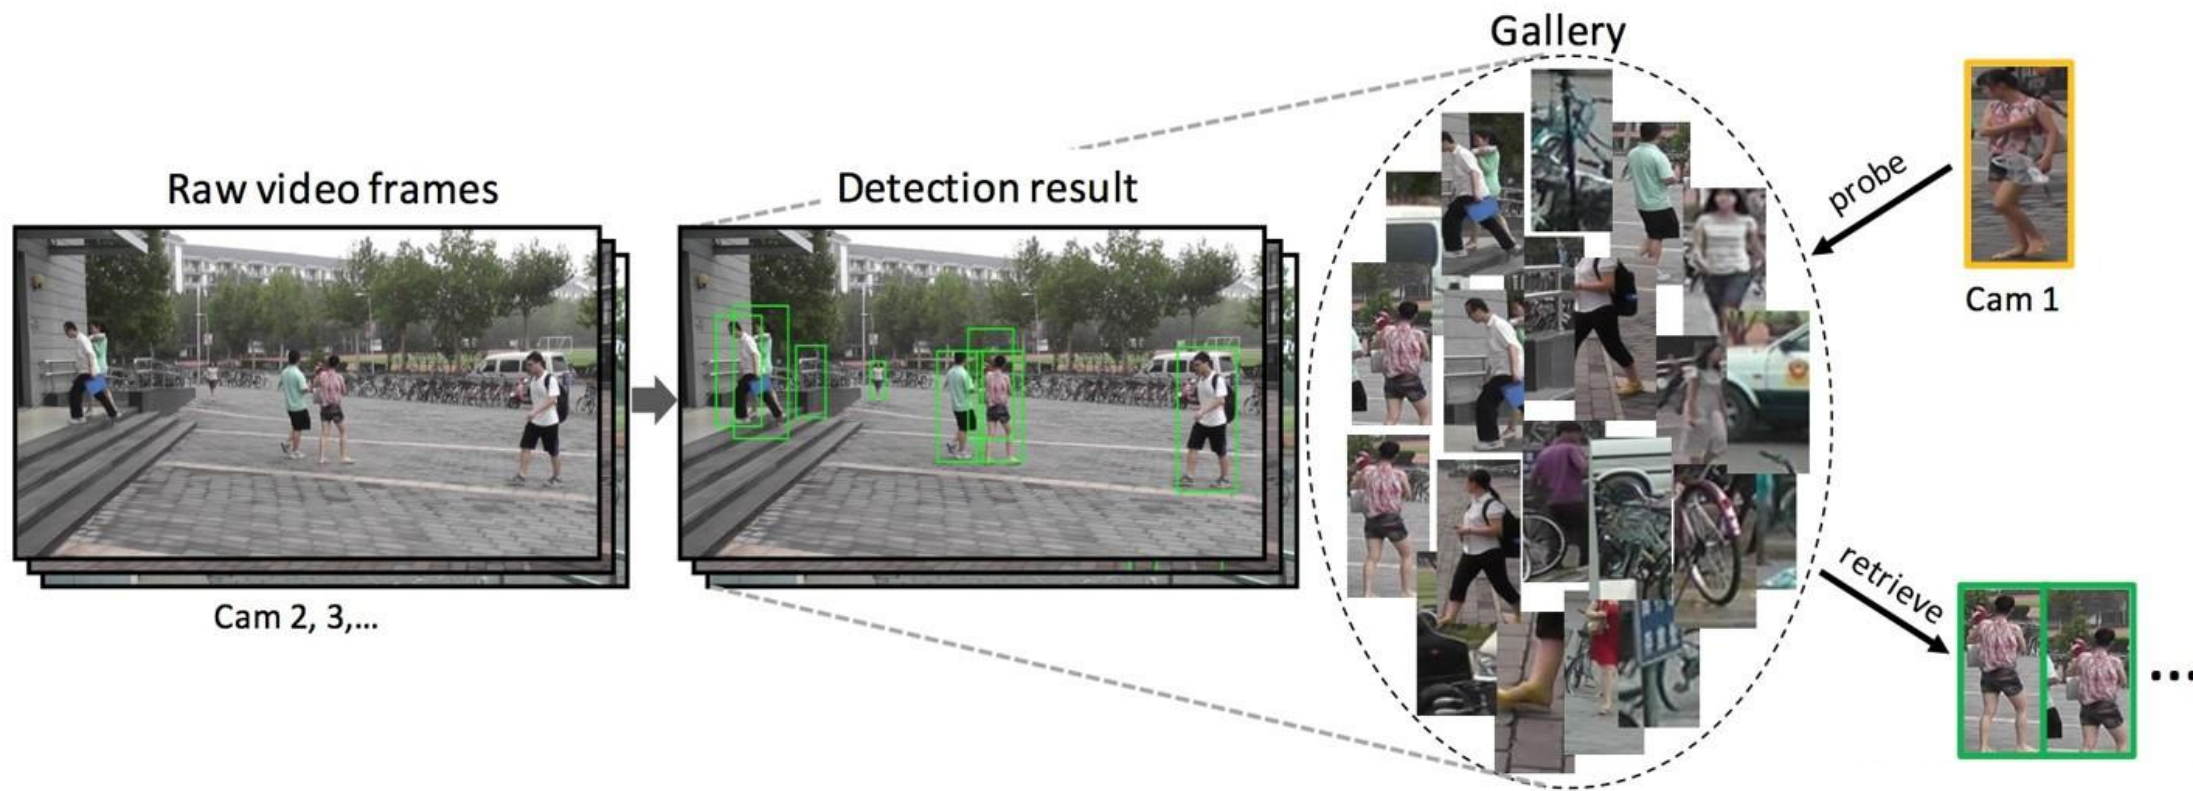 Gallery
Raw video frames
Detection result
probe
Cam 1
retrieve
Cam 2, 3,...
...